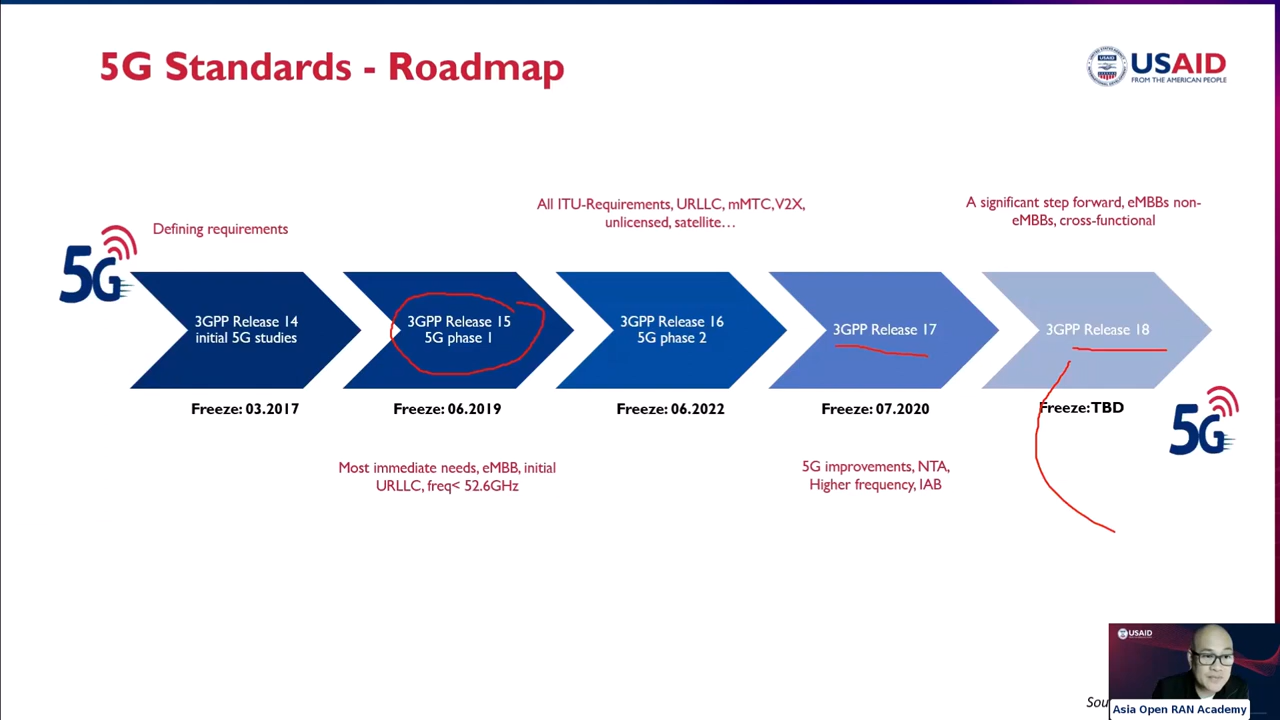 5G Standards - Roadmap
USAID
FROM THE AMERICAN PEOPLE
Defining requirements
All ITU-Requirements, URLLC, mMTC, V2X,
unlicensed, satellite…
A significant step forward, eMBBs non-
eMBBs, cross-functional
5G
3GPP Release 14
initial 5G studies
3GPP Release 15
5G phase 1
3GPP Release 16
5G phase 2
3GPP Release 17
3GPP Release 18
Freeze: 03.2017
Freeze: 06.2019
Freeze: 06.2022
Freeze: 07.2020
Freeze: TBD
5G
Most immediate needs, eMBB, initial
URLLC, freq< 52.6GHz
5G improvements, NTA,
Higher frequency, IAB
USAID
Asia Open RAN Academy